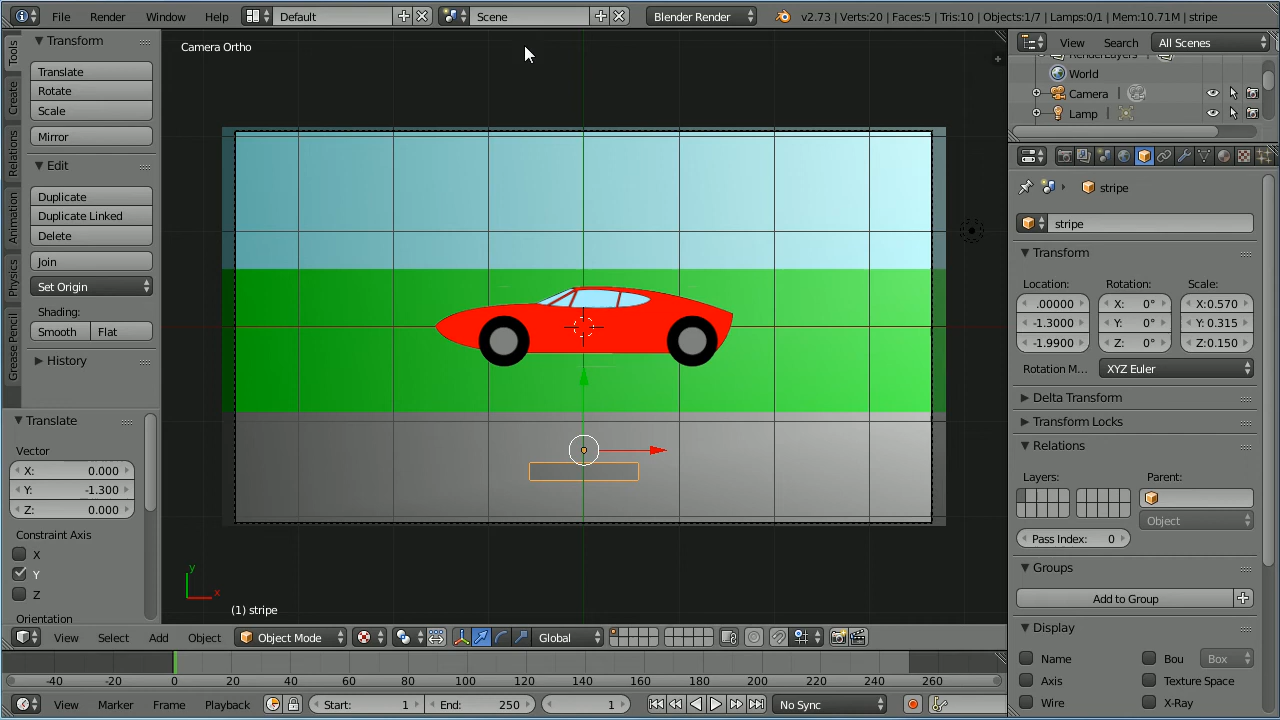 File Render Window Help Default Scene Blender Render v2.73 | Verts:20 | Faces:5 | Tris:10 | Objects:1/7 | Lamps:0/1 | Mem:10.71M | stripe
Tools
Create
Relations
Animation
Physics
Grease Pencil
Transform
Translate
Rotate
Scale
Mirror
Edit
Duplicate
Duplicate Linked
Delete
Join
Set Origin
Shading:
Smooth Flat
History
Translate
Vector
X: 0.000
Y: -1.300
Z: 0.000
Constraint Axis
X
Y
Z
Orientation
Camera Ortho
y
x
(1) stripe
View Select Add Object Object Mode Global
-40 -20 0 20 40 60 80 100 120 140 160 180 200 220 240 260
View Marker Frame Playback Start: 1 End: 250 1 No Sync
View Search All Scenes
RenderLayers
World
Camera
Lamp
stripe
stripe
Transform
Location: Rotation: Scale:
.00000 X: 0° X:0.570
-1.3000 Y: 0° Y:0.315
-1.9900 Z: 0° Z:0.150
Rotation M... XYZ Euler
Delta Transform
Transform Locks
Relations
Layers: Parent:
Object
Pass Index: 0
Groups
Add to Group
Display
Name Bou Box
Axis Texture Space
Wire X-Ray